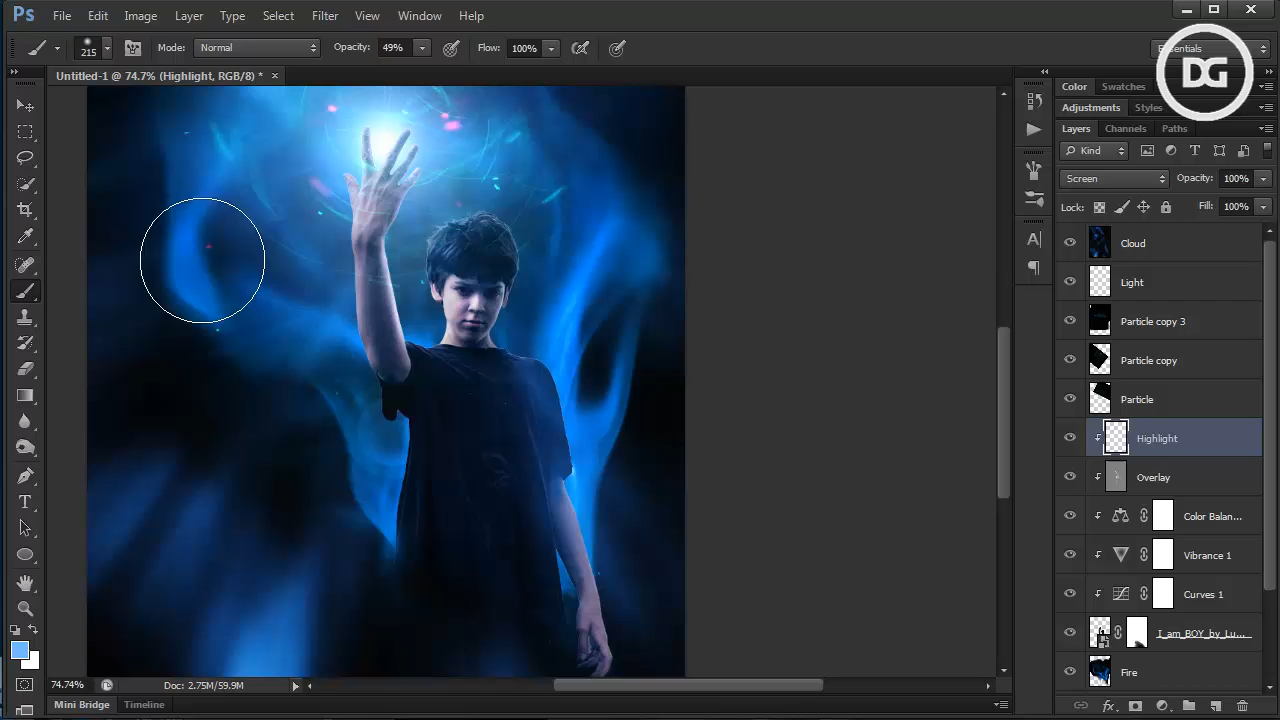 Ps File Edit Image Layer Type Select Filter View Window Help
215 Mode: Normal Opacity: 49% Flow: 100% Essentials
DG
Untitled-1 @ 74.7% (Highlight, RGB/8) * ×
Color Swatches
Adjustments Styles
Layers Channels Paths
Kind
Screen Opacity: 100%
Lock: Fill: 100%
Cloud
Light
Particle copy 3
Particle copy
Particle
Highlight
Overlay
Color Balan...
Vibrance 1
Curves 1
I_am_BOY_by_Lu...
Fire
74.74% Doc: 2.75M/59.9M
Mini Bridge Timeline